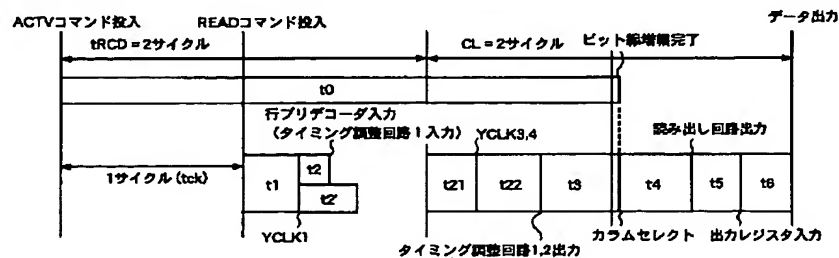 ACTVコマンド投入
READコマンド投入
データ出力
tRCD = 2サイクル
CL = 2サイクル
ビット線増幅完了
t0
行プリデコーダ入力
(タイミング調整回路1入力)
YCLK3,4
読み出し回路出力
1サイクル(tck)
t1
t2
t2'
t21
t22
t3
t4
t5
t6
YCLK1
タイミング調整回路1,2出力
カラムセレクト
出力レジスタ入力